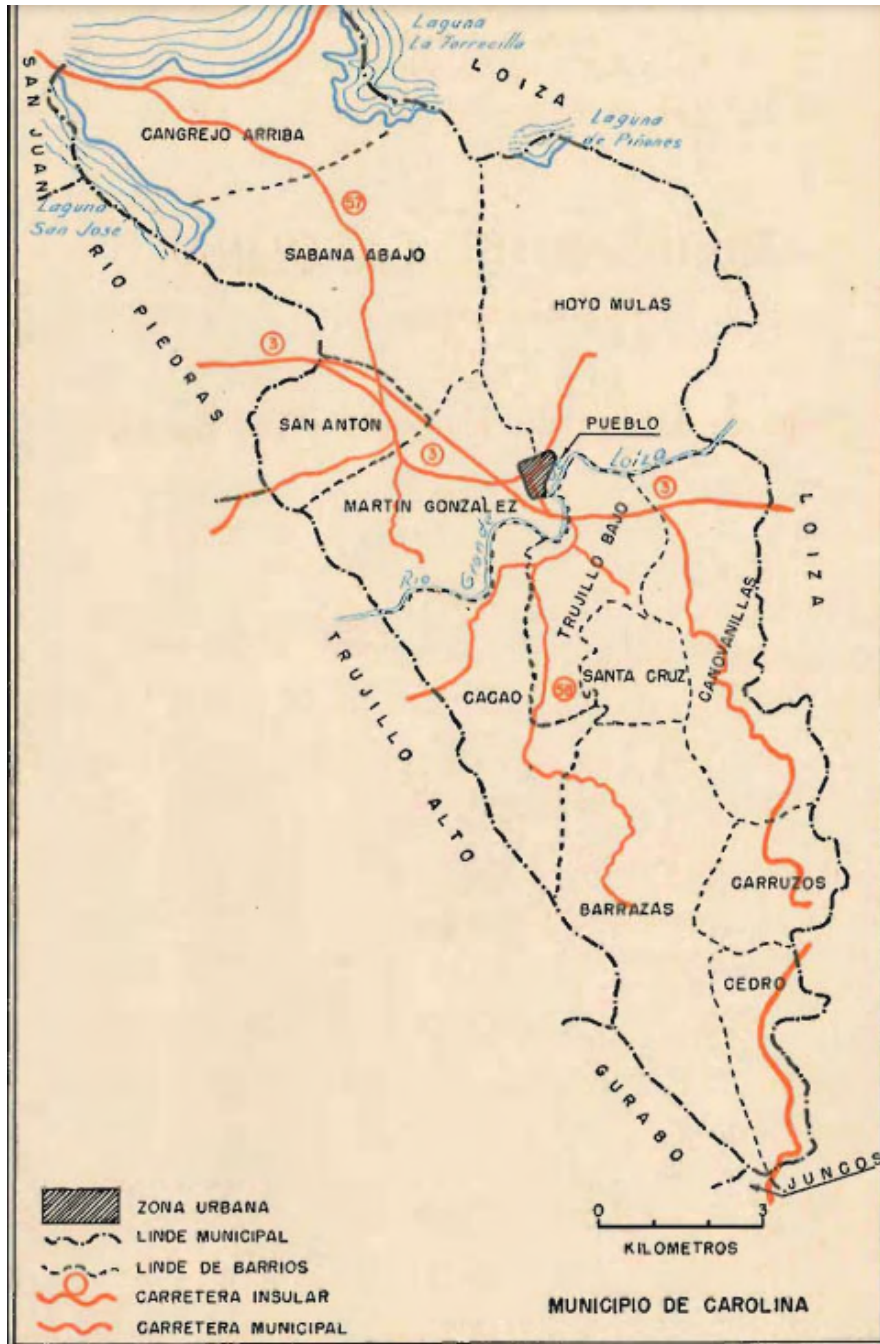 Laguna
La Torrecilla
LOIZA
SAN JUAN
CANGREJO ARRIBA
Laguna
de Piñones
Laguna
San José
57
SABANA ABAJO
RIO PIEDRAS
HOYO MULAS
3
SAN ANTON
PUEBLO
Loiza
3
3
MARTIN GONZALEZ
Rio Grande
LOIZA
TRUJILLO BAJO
CANOVANILLAS
TRUJILLO ALTO
CACAO
SANTA CRUZ
50
CARRUZOS
BARRAZAS
CEDRO
GURABO
JUNCOS
ZONA URBANA
LINDE MUNICIPAL
LINDE DE BARRIOS
CARRETERA INSULAR
CARRETERA MUNICIPAL
0 3
KILOMETROS
MUNICIPIO DE CAROLINA